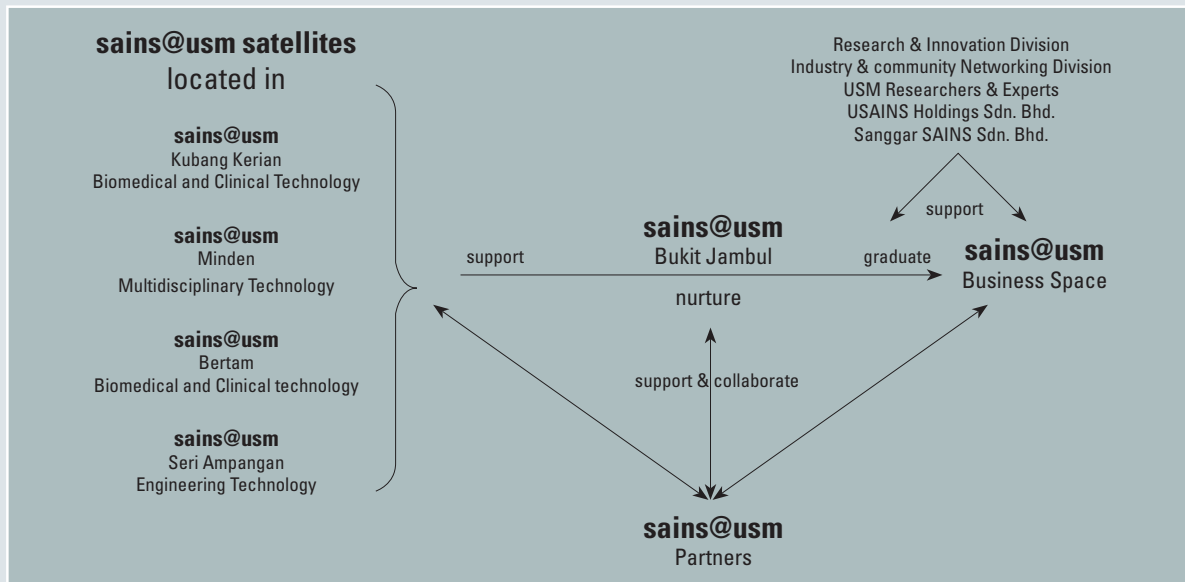 sains@usm satellites
located in
sains@usm
Kubang Kerian
Biomedical and Clinical Technology
sains@usm
Minden
Multidisciplinary Technology
sains@usm
Bertam
Biomedical and Clinical technology
sains@usm
Seri Ampangan
Engineering Technology
support
sains@usm
Bukit Jambul
nurture
graduate
Research & Innovation Division
Industry & community Networking Division
USM Researchers & Experts
USAINS Holdings Sdn. Bhd.
Sanggar SAINS Sdn. Bhd.
support
sains@usm
Business Space
support & collaborate
sains@usm
Partners